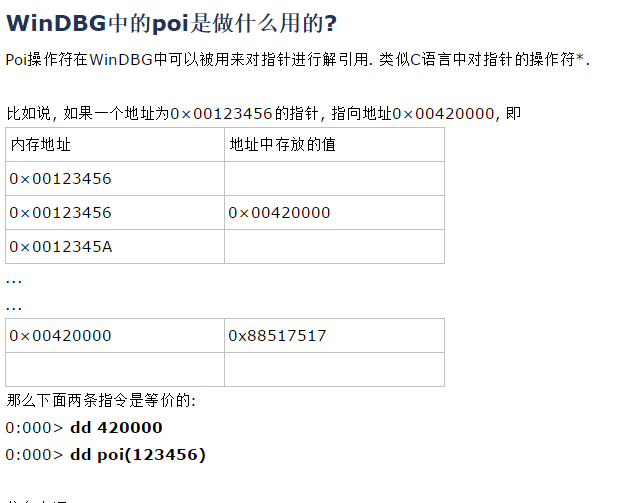 WinDBG中的poi是做什么用的?
Poi操作符在WinDBG中可以被用来对指针进行解引用. 类似C语言中对指针的操作符*.
比如说, 如果一个地址为0×00123456的指针, 指向地址0×00420000, 即
内存地址 地址中存放的值
0×00123456
0×00123456 0×00420000
0×0012345A
...
...
0×00420000 0x88517517
那么下面两条指令是等价的:
0:000> dd 420000
0:000> dd poi(123456)